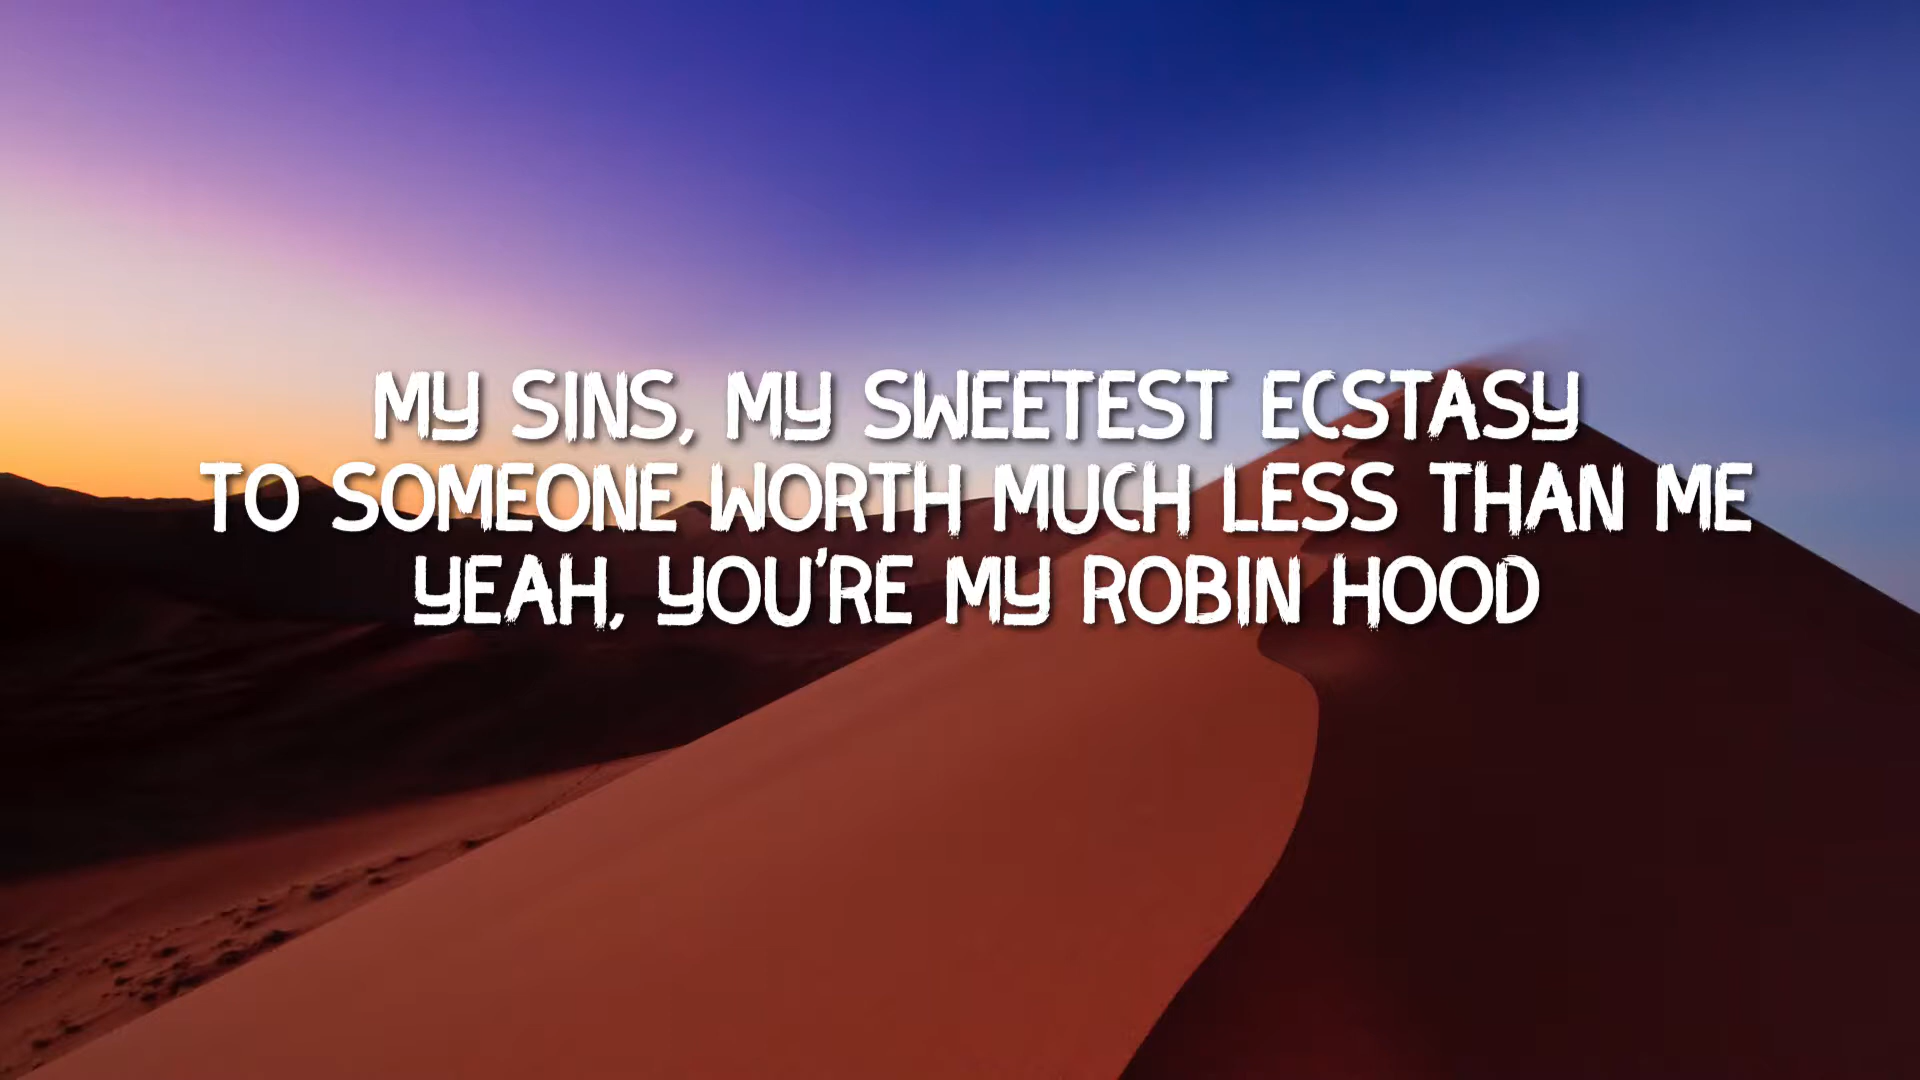 MY SINS, MY SWEETEST ECSTASY
TO SOMEONE WORTH MUCH LESS THAN ME
YEAH, YOU'RE MY ROBIN HOOD